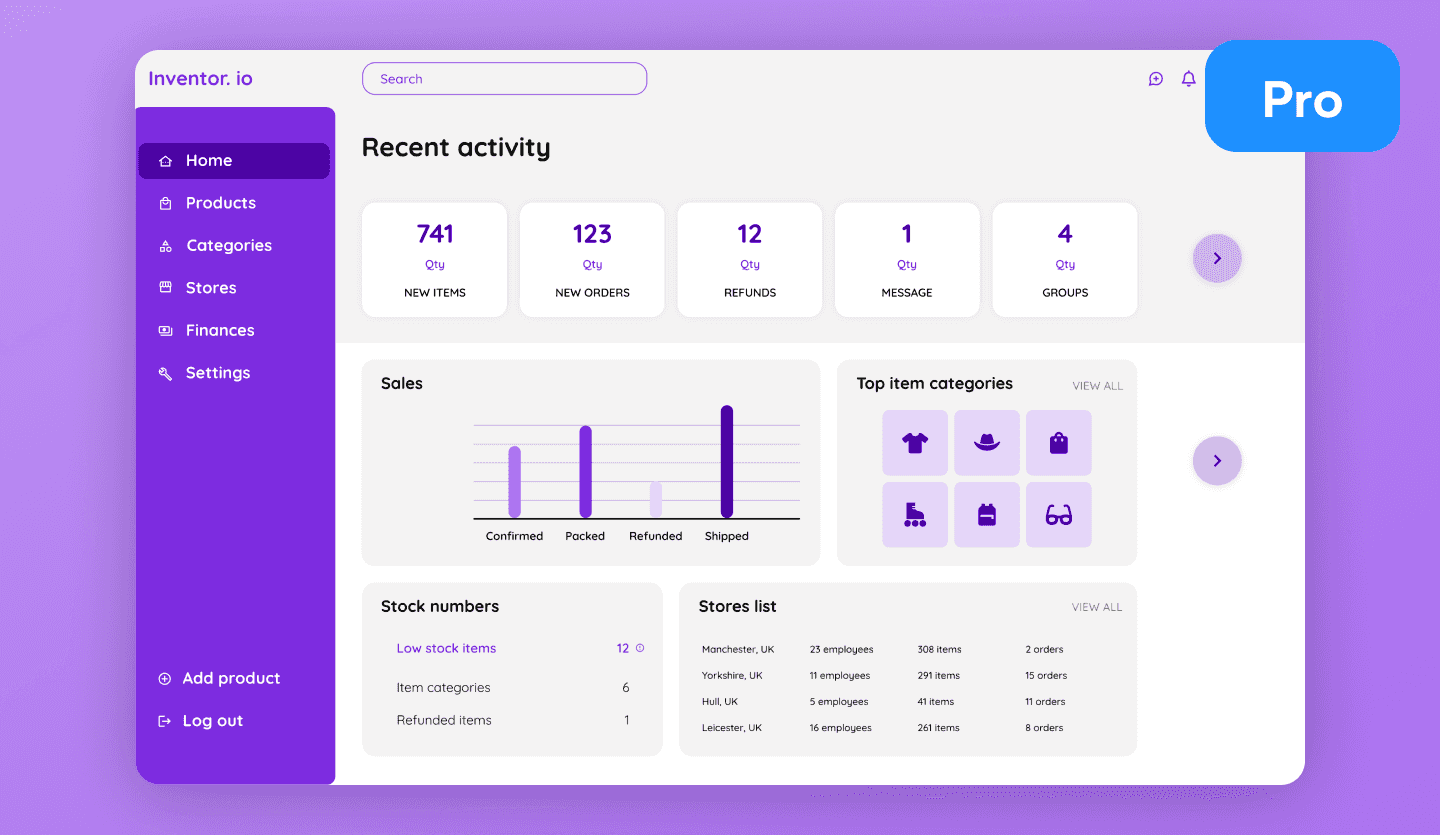 Inventor. io
Search
Pro
Home
Products
Categories
Stores
Finances
Settings
Add product
Log out
Recent activity
741
Qty
NEW ITEMS
123
Qty
NEW ORDERS
12
Qty
REFUNDS
1
Qty
MESSAGE
4
Qty
GROUPS
Sales
Confirmed Packed Refunded Shipped
Top item categories VIEW ALL
Stock numbers
Low stock items 12
Item categories 6
Refunded items 1
Stores list VIEW ALL
Manchester, UK 23 employees 308 items 2 orders
Yorkshire, UK 11 employees 291 items 15 orders
Hull, UK 5 employees 41 items 11 orders
Leicester, UK 16 employees 261 items 8 orders